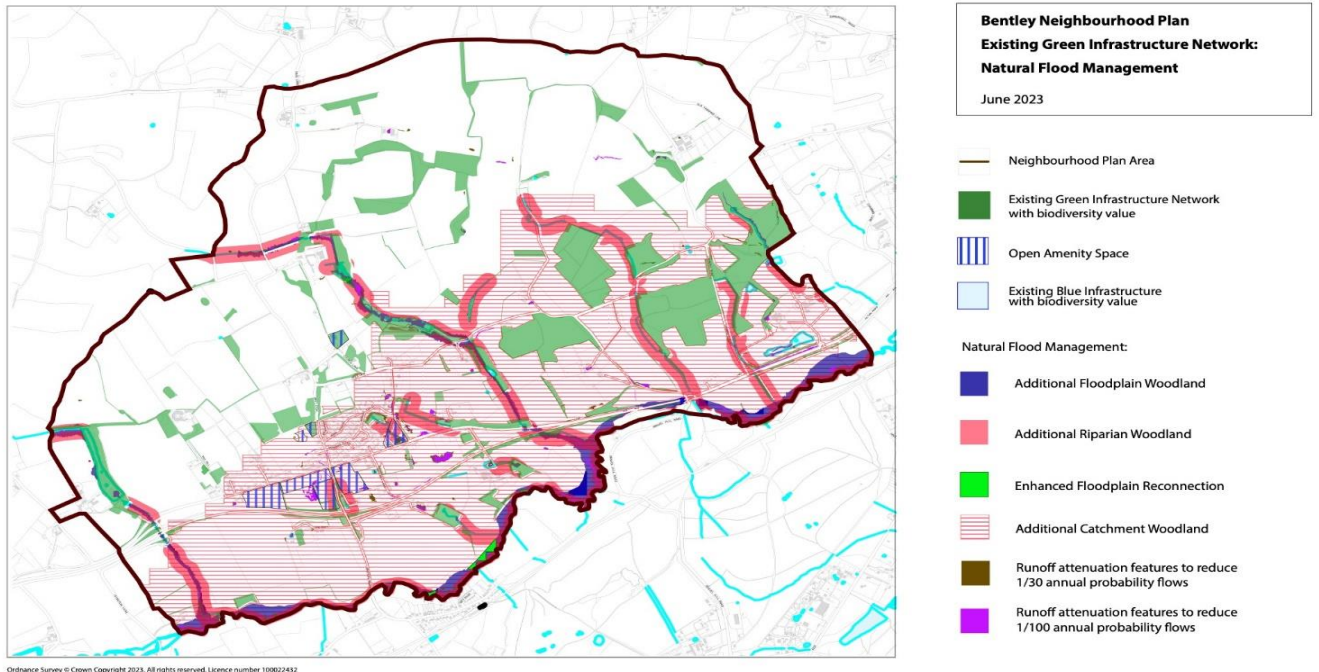 Bentley Neighbourhood Plan
Existing Green Infrastructure Network:
Natural Flood Management
June 2023
Neighbourhood Plan Area
Existing Green Infrastructure Network
with biodiversity value
Open Amenity Space
Existing Blue Infrastructure
with biodiversity value
Natural Flood Management:
Additional Floodplain Woodland
Additional Riparian Woodland
Enhanced Floodplain Reconnection
Additional Catchment Woodland
Runoff attenuation features to reduce
1/30 annual probability flows
Runoff attenuation features to reduce
1/100 annual probability flows
Ordnance Survey © Crown Copyright 2023. All rights reserved. Licence number 100022432